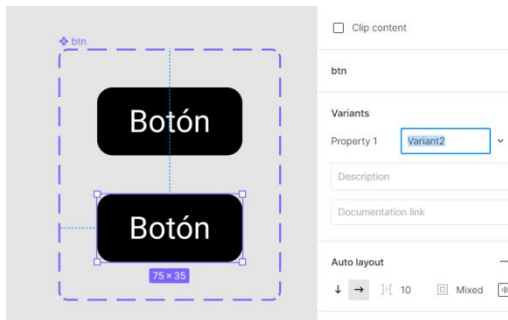 btn
Botón
Botón
75 × 35
Clip content
btn
Variants
Property 1 Variant2
Description
Documentation link
Auto layout
10 Mixed